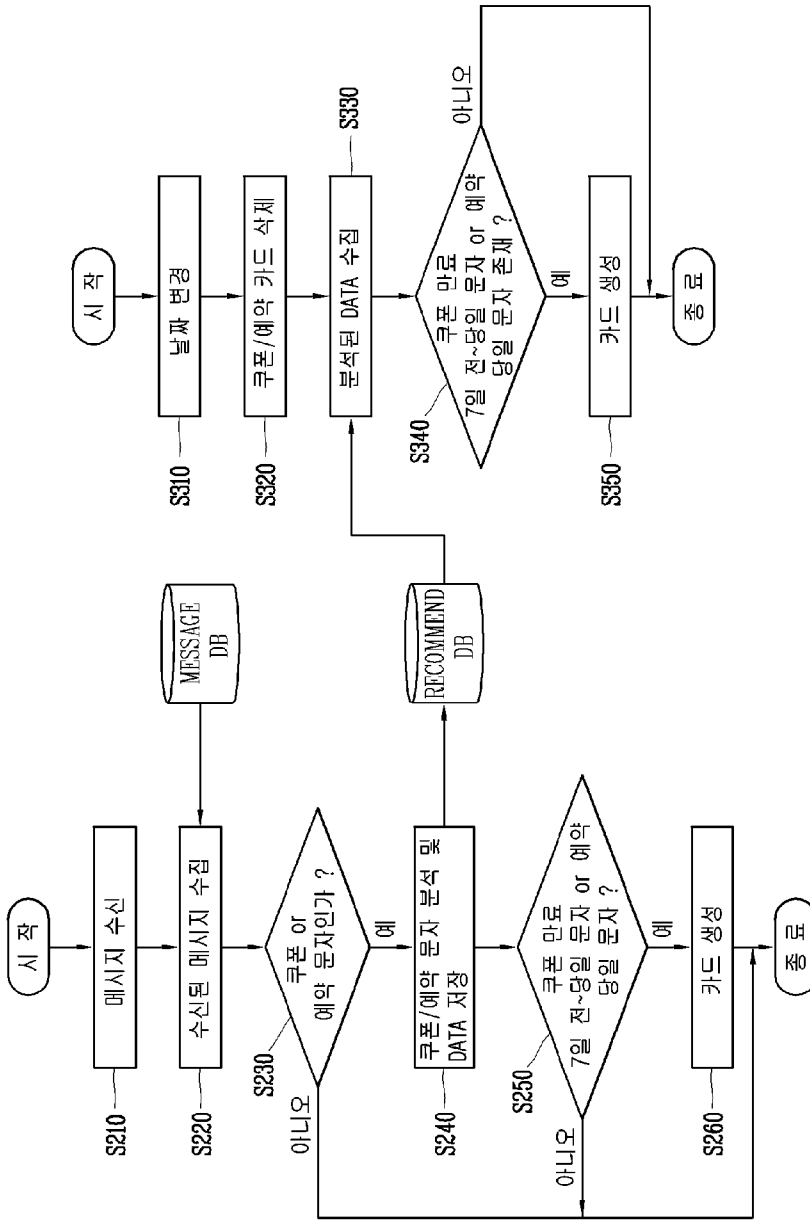 시 작
S210
메시지 수신
S220
수신된 메시지 수집
MESSAGE
DB
S230
쿠폰 or
예약 문자인가 ?
아니오
예
S240
쿠폰/예약 문자 분석 및
DATA 저장
RECOMMEND
DB
S250
쿠폰 만료
7일 전~당일 문자 or 예약
당일 문자 ?
아니오
예
S260
카드 생성
종료
시 작
S310
날짜 변경
S320
쿠폰/예약 카드 삭제
S330
분석된 DATA 수집
S340
쿠폰 만료
7일 전~당일 문자 or 예약
당일 문자 존재 ?
아니오
예
S350
카드 생성
종료